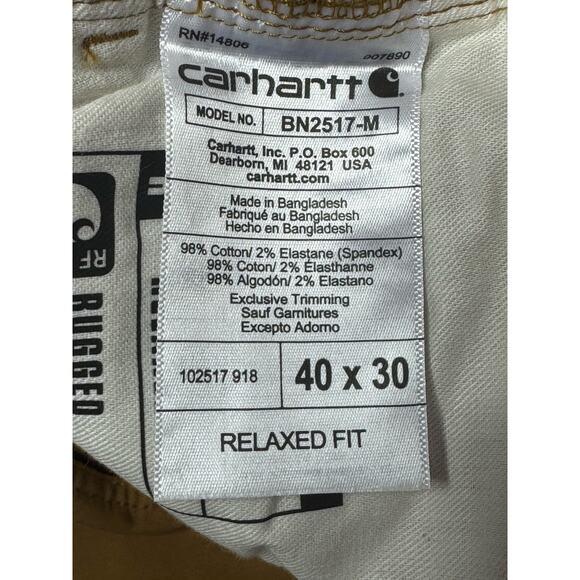 RN#14806
007890
carhartt
MODEL NO.
BN2517-M
Carhartt, Inc. P.O. Box 600
Dearborn, MI 48121 USA
carhartt.com
Made in Bangladesh
Fabriqué au Bangladesh
Hecho en Bangladesh
98% Cotton/ 2% Elastane (Spandex)
98% Coton/ 2% Élasthanne
98% Algodón/ 2% Elastano
Exclusive Trimming
Sauf Garnitures
Excepto Adorno
102517 918
40 x 30
RELAXED FIT
RF
RUGGED